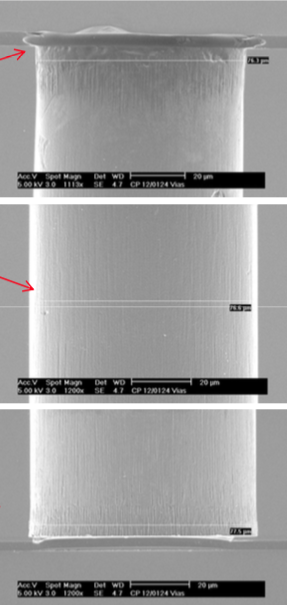 76.3 µm
Acc.V Spot Magn Det WD 20 µm
5.00 kV 3.0 1113x SE 4.7 CP 12/0124 Vias
Acc.V Spot Magn Det WD 20 µm
5.00 kV 3.0 1200x SE 4.7 CP 12/0124 Vias
77.5 µm
Acc.V Spot Magn Det WD 20 µm
5.00 kV 3.0 1200x SE 4.7 CP 12/0124 Vias